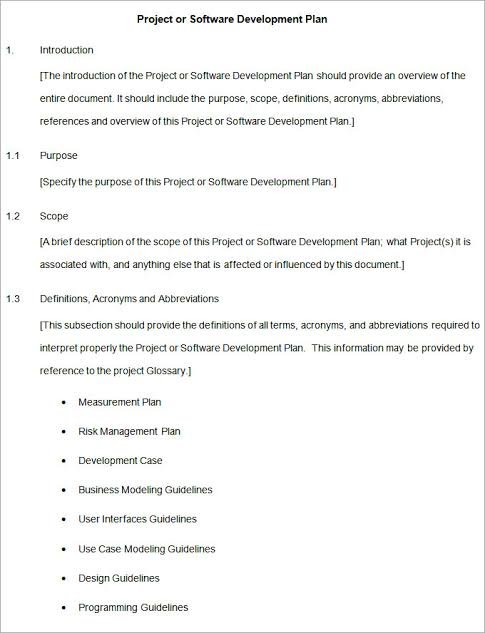 Project or Software Development Plan
1. Introduction
[The introduction of the Project or Software Development Plan should provide an overview of the
entire document. It should include the purpose, scope, definitions, acronyms, abbreviations,
references and overview of this Project or Software Development Plan.]
1.1 Purpose
[Specify the purpose of this Project or Software Development Plan.]
1.2 Scope
[A brief description of the scope of this Project or Software Development Plan; what Project(s) it is
associated with, and anything else that is affected or influenced by this document.]
1.3 Definitions, Acronyms and Abbreviations
[This subsection should provide the definitions of all terms, acronyms, and abbreviations required to
interpret properly the Project or Software Development Plan. This information may be provided by
reference to the project Glossary.]
• Measurement Plan
• Risk Management Plan
• Development Case
• Business Modeling Guidelines
• User Interfaces Guidelines
• Use Case Modeling Guidelines
• Design Guidelines
• Programming Guidelines